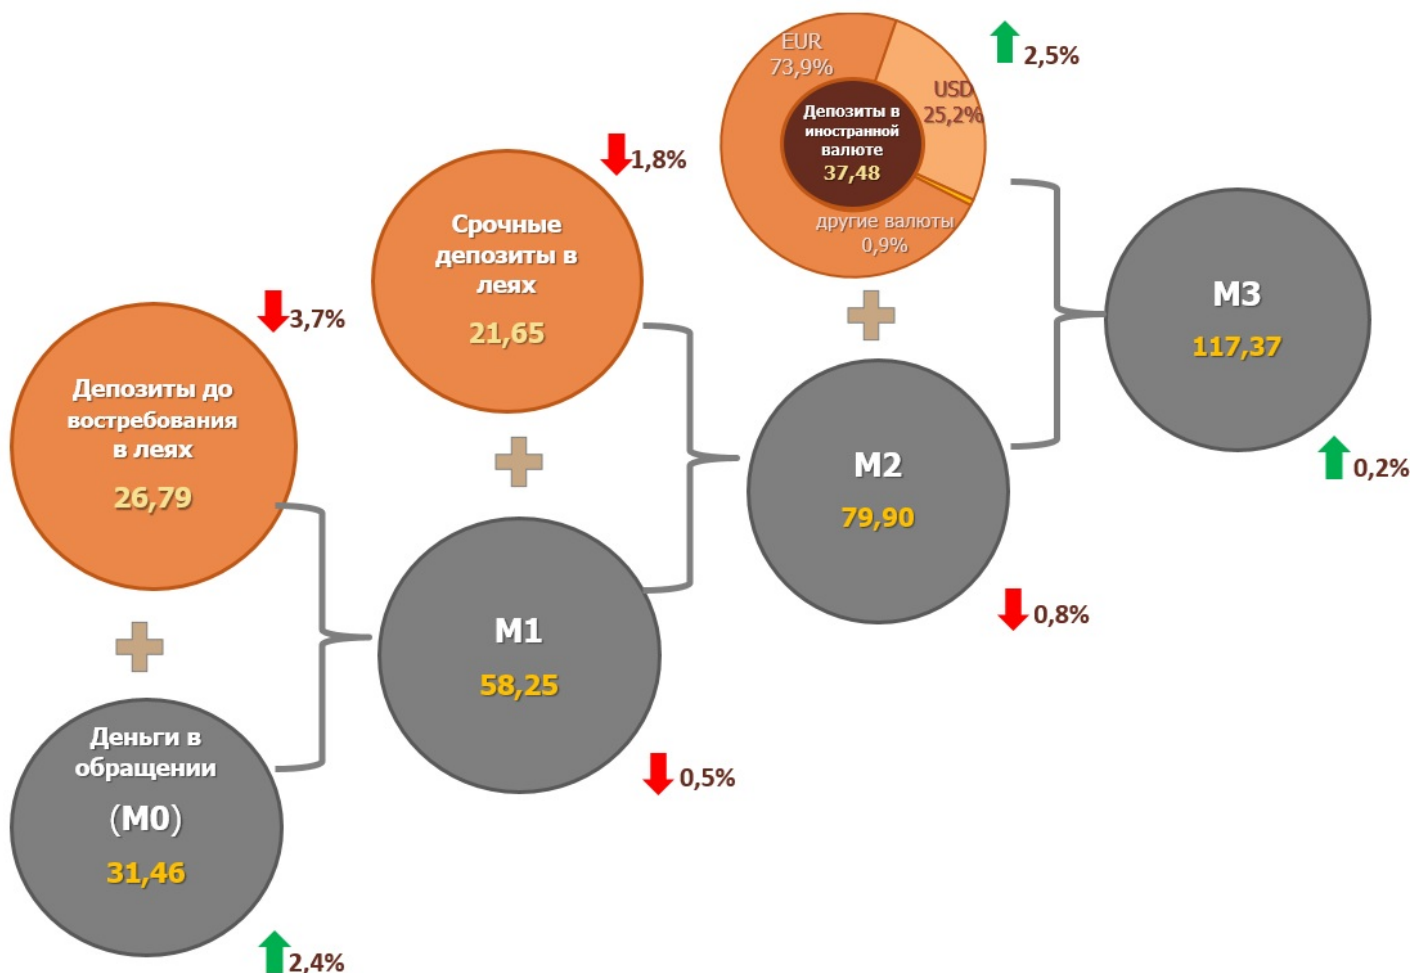 Депозиты до
востребования
в леях
26,79
3,7%
Деньги в
обращении
(M0)
31,46
2,4%
Срочные
депозиты в
леях
21,65
1,8%
M1
58,25
0,5%
EUR
73,9%
USD
25,2%
Депозиты в
иностранной
валюте
37,48
другие валюты
0,9%
2,5%
M2
79,90
0,8%
M3
117,37
0,2%